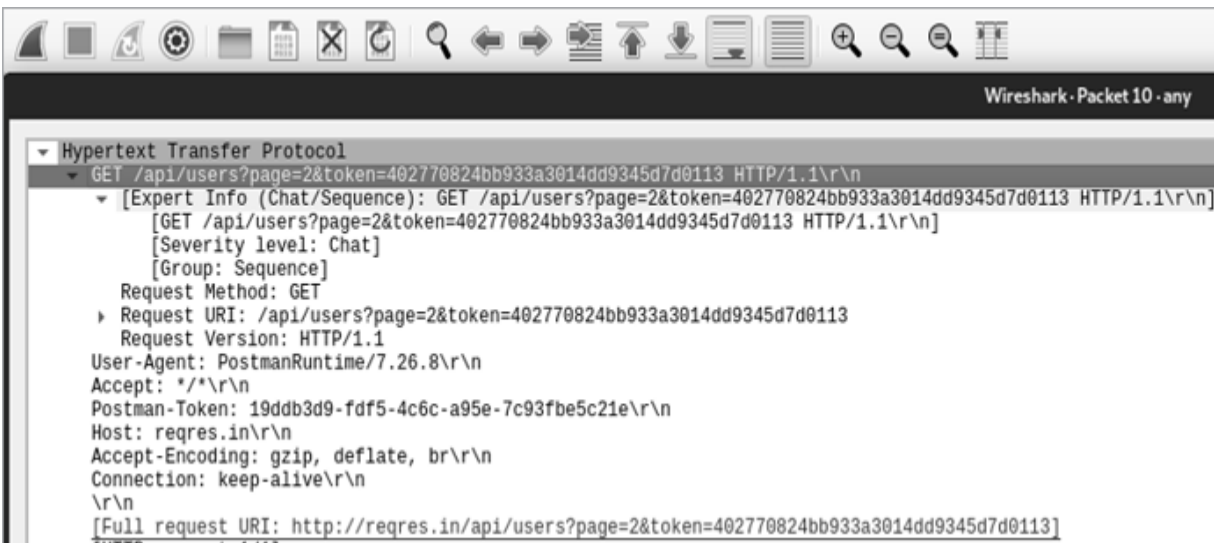 Wireshark · Packet 10 · any
Hypertext Transfer Protocol
GET /api/users?page=2&token=402770824bb933a3014dd9345d7d0113 HTTP/1.1\r\n
[Expert Info (Chat/Sequence): GET /api/users?page=2&token=402770824bb933a3014dd9345d7d0113 HTTP/1.1\r\n]
[GET /api/users?page=2&token=402770824bb933a3014dd9345d7d0113 HTTP/1.1\r\n]
[Severity level: Chat]
[Group: Sequence]
Request Method: GET
Request URI: /api/users?page=2&token=402770824bb933a3014dd9345d7d0113
Request Version: HTTP/1.1
User-Agent: PostmanRuntime/7.26.8\r\n
Accept: */*\r\n
Postman-Token: 19ddb3d9-fdf5-4c6c-a95e-7c93fbe5c21e\r\n
Host: reqres.in\r\n
Accept-Encoding: gzip, deflate, br\r\n
Connection: keep-alive\r\n
\r\n
[Full request URI: http://reqres.in/api/users?page=2&token=402770824bb933a3014dd9345d7d0113]